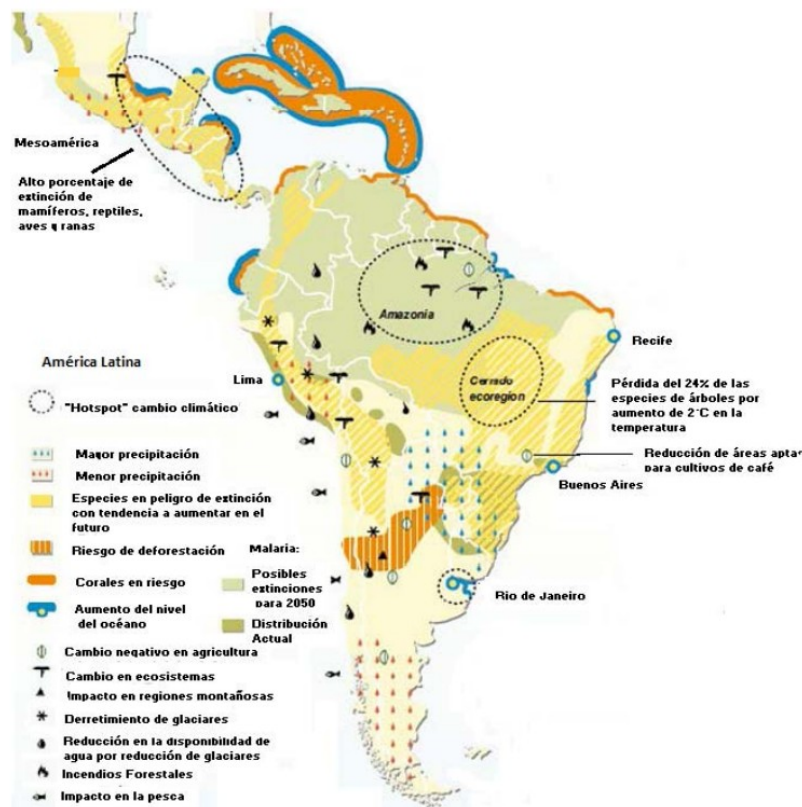 Mesoamérica
Alto porcentaje de
extinción de
mamíferos, reptiles,
aves y ranas
Amazonia
Recife
América Latina
Lima
Cerrado
ecoregion
Pérdida del 24% de las
especies de árboles por
aumento de 2°C en la
temperatura
"Hotspot" cambio climático
Reducción de áreas aptas
para cultivos de café
Buenos Aires
Mayor precipitación
Menor precipitación
Especies en peligro de extinción
con tendencia a aumentar en el
futuro
Riesgo de deforestación
Malaria:
Corales en riesgo
Posibles
extinciones
para 2050
Aumento del nivel
del océano
Distribución
Actual
Rio de Janeiro
Cambio negativo en agricultura
Cambio en ecosistemas
Impacto en regiones montañosas
Derretimiento de glaciares
Reducción en la disponibilidad de
agua por reducción de glaciares
Incendios Forestales
Impacto en la pesca